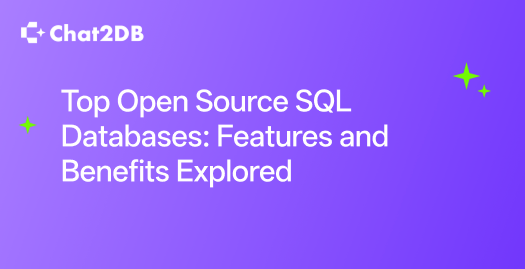 Chat2DB
Top Open Source SQL
Databases: Features and
Benefits Explored